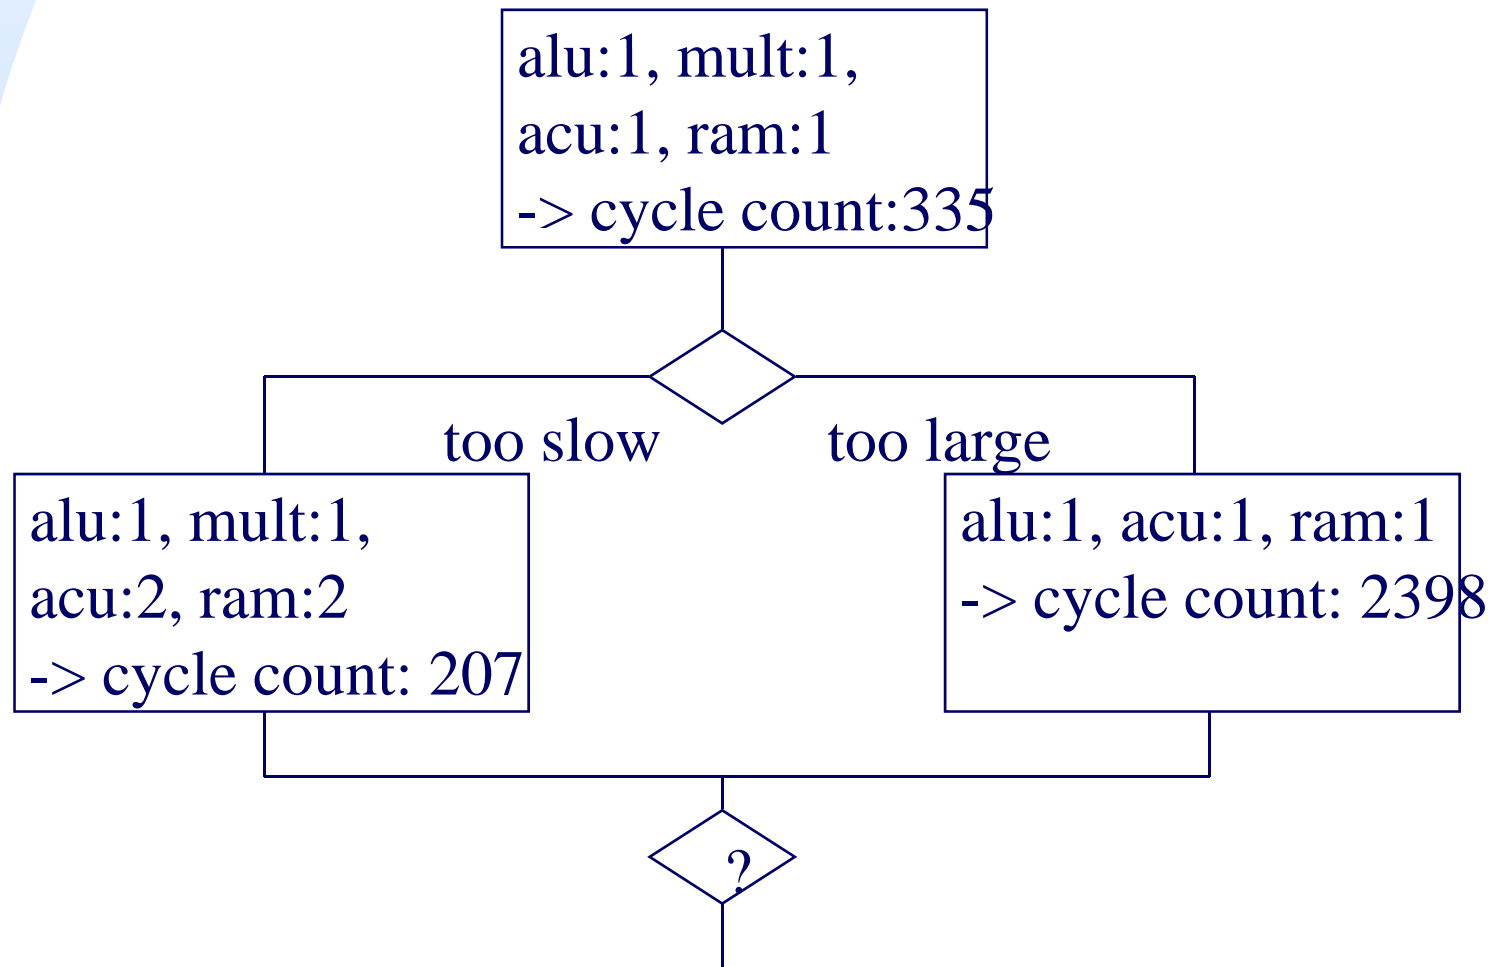 alu:1, mult:1,
acu:1, ram:1
-> cycle count:335
too slow
too large
alu:1, mult:1,
acu:2, ram:2
-> cycle count: 207
alu:1, acu:1, ram:1
-> cycle count: 2398
?